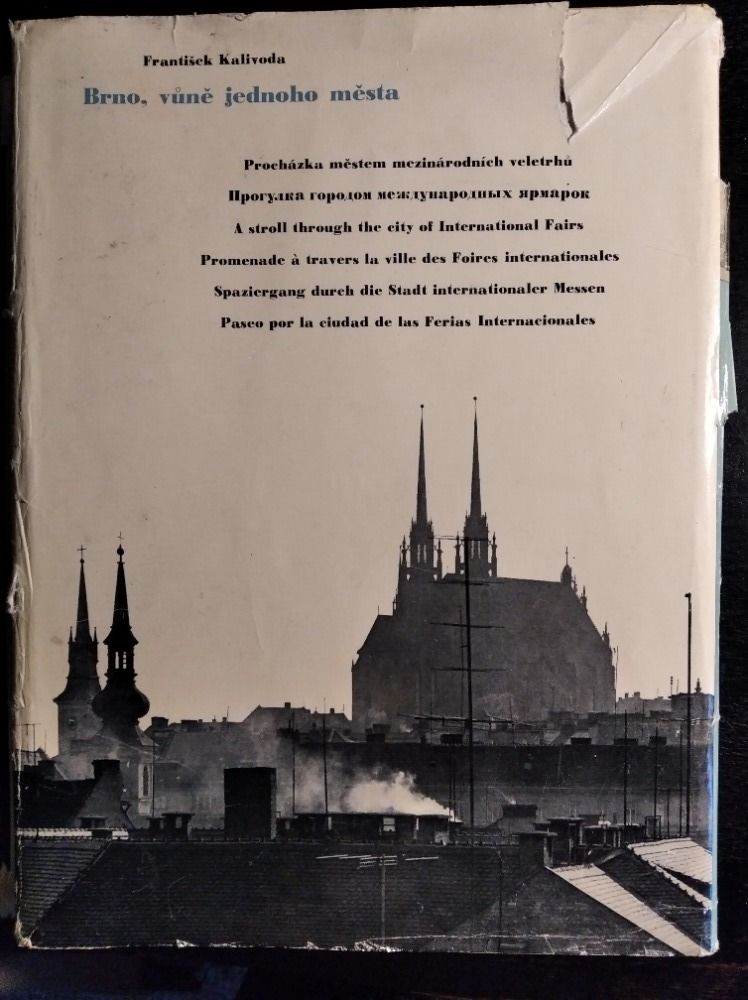 František Kalivoda
Brno, vůně jednoho města
Procházka městem mezinárodních veletrhů
Прогулка городом международных ярмарок
A stroll through the city of International Fairs
Promenade à travers la ville des Foires internationales
Spaziergang durch die Stadt internationaler Messen
Paseo por la ciudad de las Ferias Internacionales